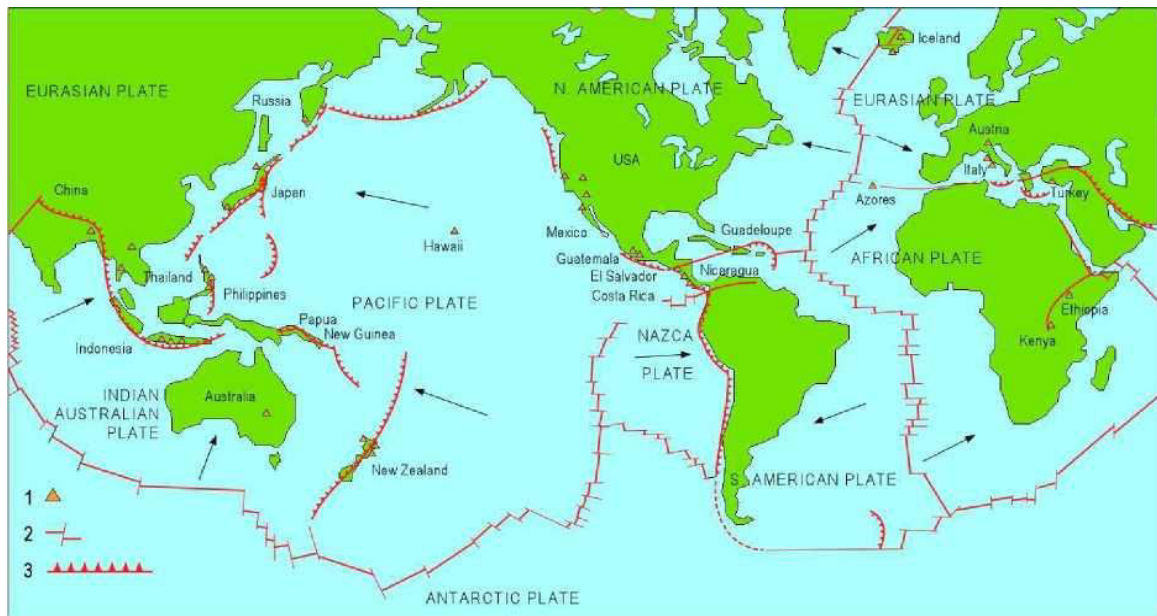 Iceland
EURASIAN PLATE
N. AMERICAN PLATE
EURASIAN PLATE
Russia
Austria
USA
Italy
China
Japan
Azores
Turkey
Mexico
Guadeloupe
Hawaii
Guatemala
AFRICAN PLATE
Thailand
El Salvador
Nicaragua
Philippines
Costa Rica
PACIFIC PLATE
Ethiopia
Papua
New Guinea
NAZCA
PLATE
Kenya
Indonesia
INDIAN
AUSTRALIAN
PLATE
Australia
New Zealand
S. AMERICAN PLATE
1
2
3
ANTARCTIC PLATE